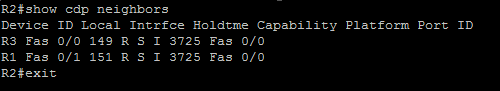 R2#show cdp neighbors
Device ID Local Intrfce Holdtme Capability Platform Port ID
R3 Fas 0/0 149 R S I 3725 Fas 0/0
R1 Fas 0/1 151 R S I 3725 Fas 0/0
R2#exit